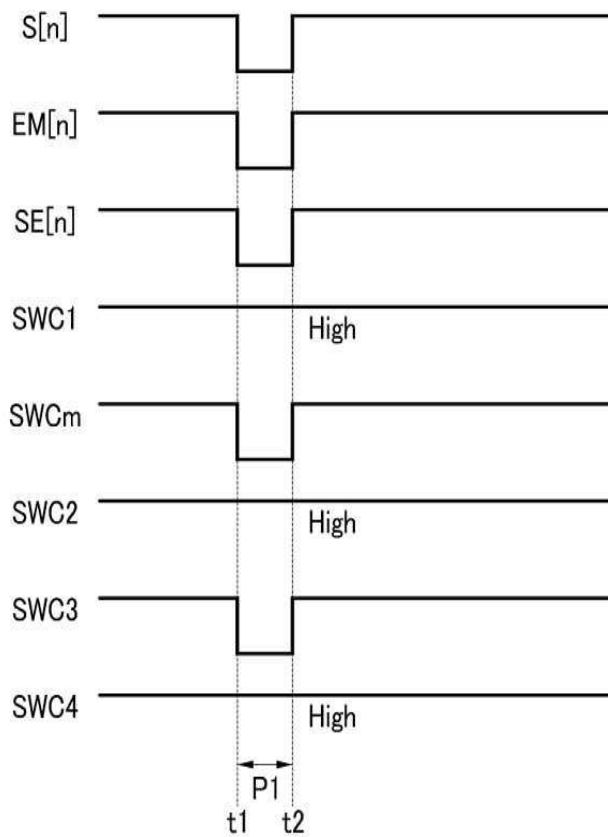 S[n]
EM[n]
SE[n]
SWC1
High
SWCm
SWC2
High
SWC3
SWC4
High
P1
t1 t2